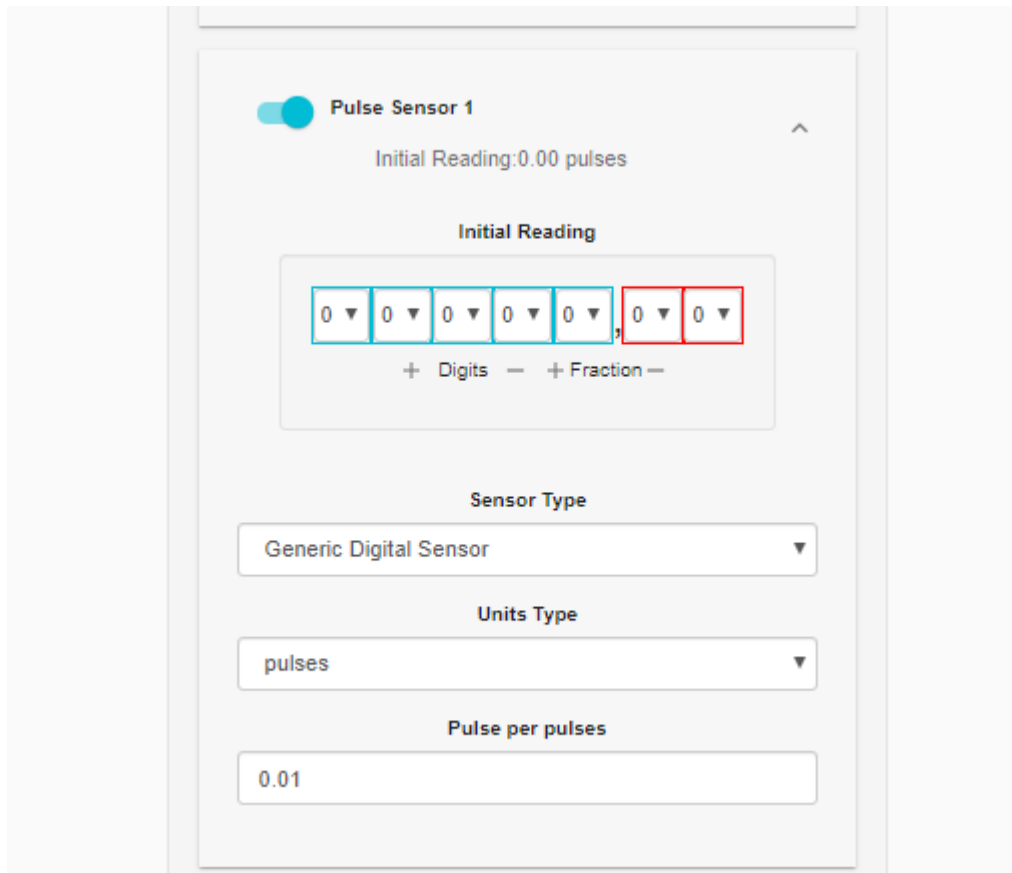 Pulse Sensor 1
Initial Reading:0.00 pulses
Initial Reading
0 0 0 0 0 , 0 0
+ Digits − + Fraction −
Sensor Type
Generic Digital Sensor
Units Type
pulses
Pulse per pulses
0.01